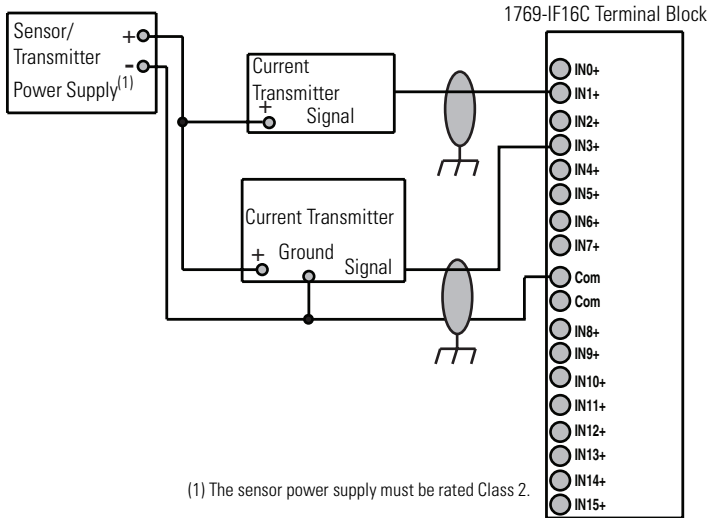 1769-IF16C Terminal Block
Sensor/
Transmitter
Power Supply(1)
+
-
Current
Transmitter
+
Signal
Current Transmitter
+
Ground
Signal
IN0+
IN1+
IN2+
IN3+
IN4+
IN5+
IN6+
IN7+
Com
Com
IN8+
IN9+
IN10+
IN11+
IN12+
IN13+
IN14+
IN15+
(1) The sensor power supply must be rated Class 2.